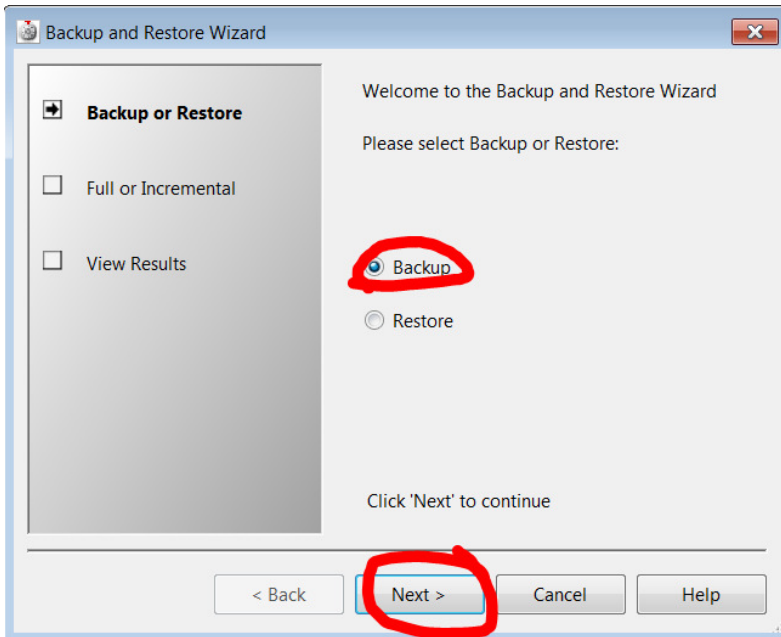 Backup and Restore Wizard
Backup or Restore
Full or Incremental
View Results
Welcome to the Backup and Restore Wizard
Please select Backup or Restore:
Backup
Restore
Click 'Next' to continue
< Back
Next >
Cancel
Help